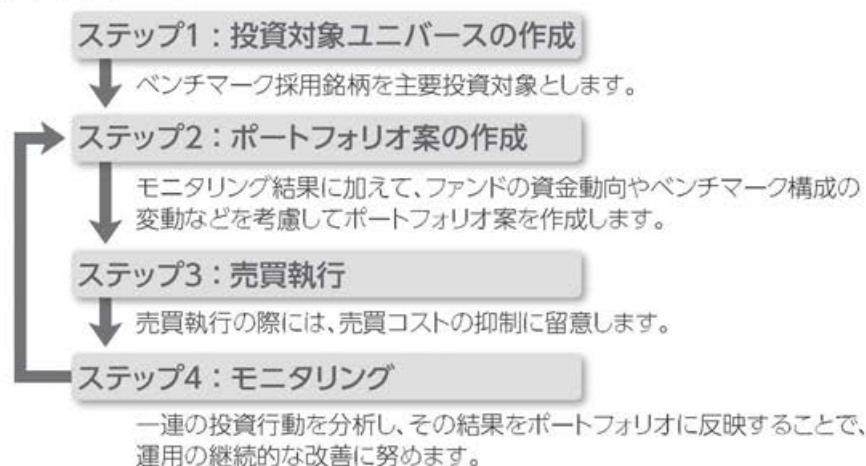 ステップ1：投資対象ユニバースの作成
ベンチマーク採用銘柄を主要投資対象とします。
ステップ2：ポートフォリオ案の作成
モニタリング結果に加えて、ファンドの資金動向やベンチマーク構成の
変動などを考慮してポートフォリオ案を作成します。
ステップ3：売買執行
売買執行の際には、売買コストの抑制に留意します。
ステップ4：モニタリング
一連の投資行動を分析し、その結果をポートフォリオに反映することで、
運用の継続的な改善に努めます。